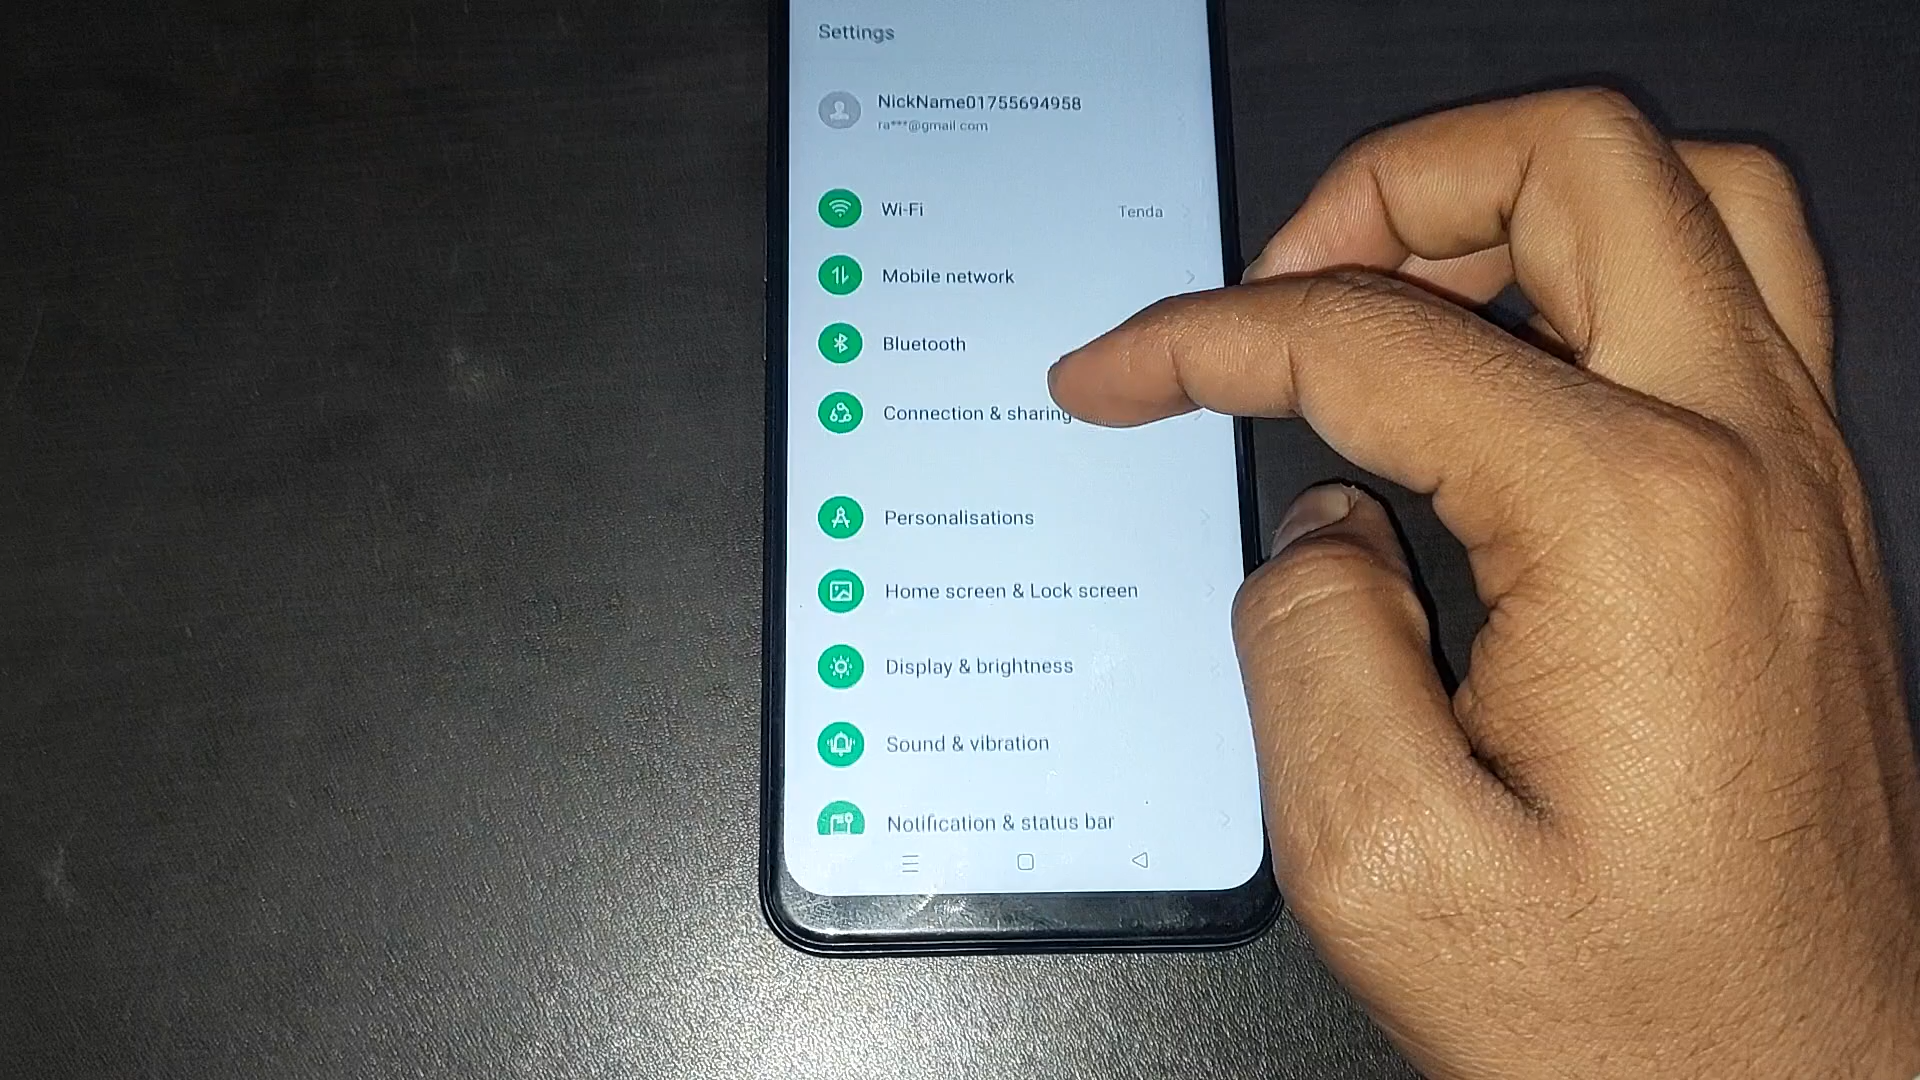 Settings
NickName01755694958
ra***@gmail.com
Wi-Fi
Tenda
Mobile network
Bluetooth
Connection & sharing
Personalisations
Home screen & Lock screen
Display & brightness
Sound & vibration
Notification & status bar